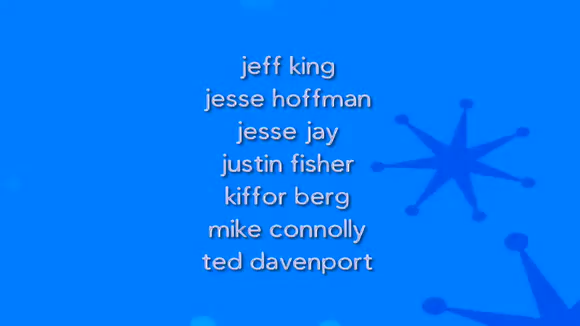 jeff king
jesse hoffman
jesse jay
justin fisher
kiffor berg
mike connolly
ted davenport